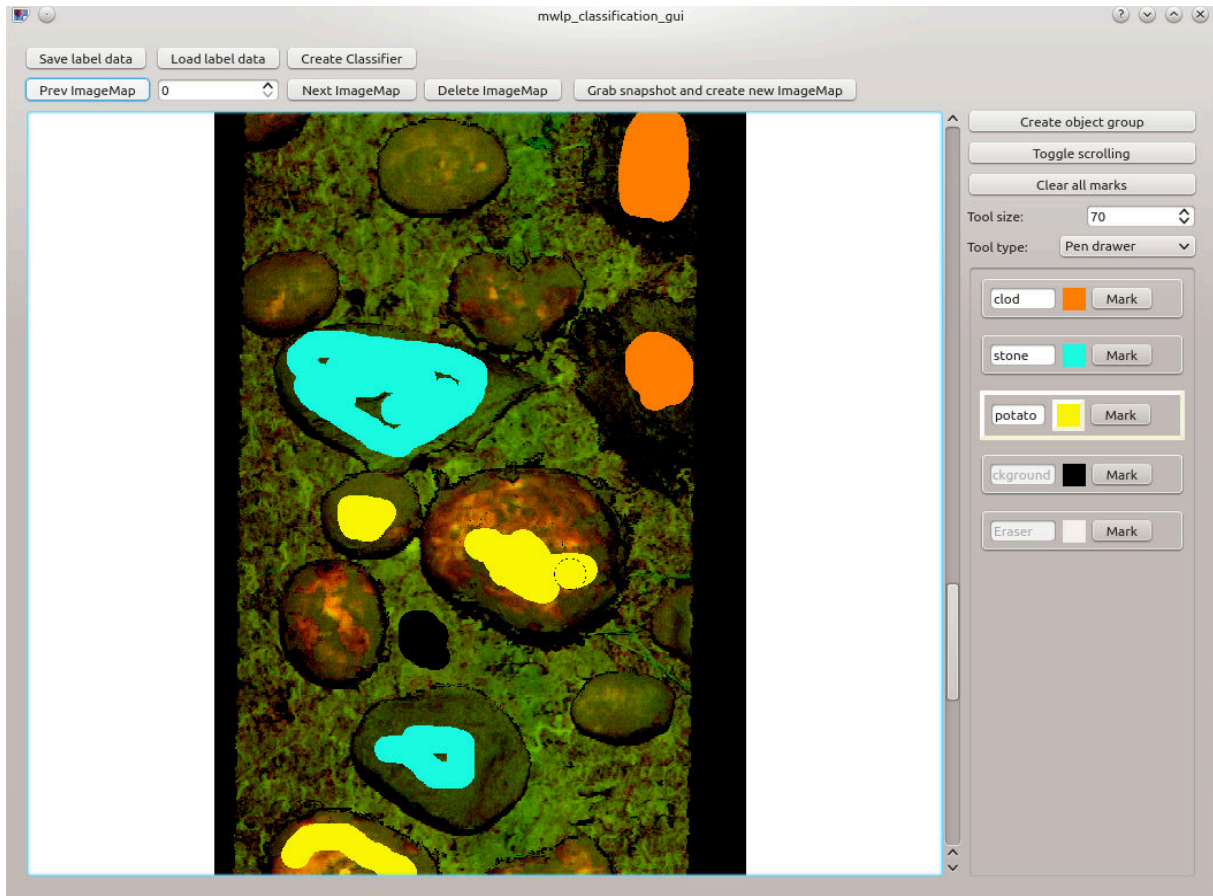 mwlp_classification_gui
Save label data Load label data Create Classifier
Prev ImageMap 0 Next ImageMap Delete ImageMap Grab snapshot and create new ImageMap
Create object group
Toggle scrolling
Clear all marks
Tool size: 70
Tool type: Pen drawer
clod Mark
stone Mark
potato Mark
ckground Mark
Eraser Mark